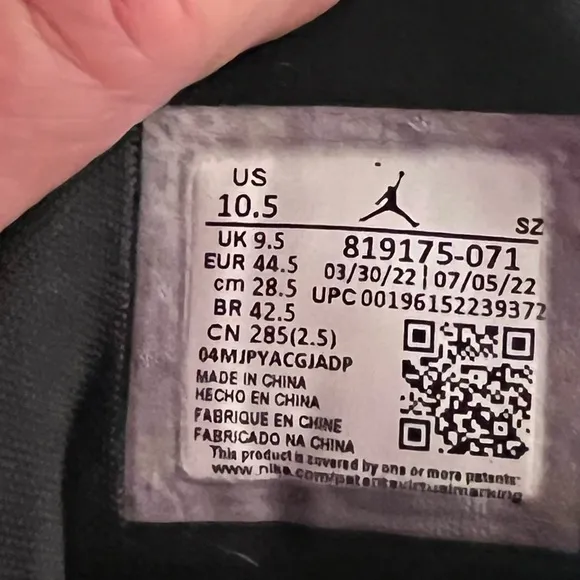 US
10.5
SZ
UK 9.5
819175-071
EUR 44.5
03/30/22 | 07/05/22
cm 28.5
UPC 00196152239372
BR 42.5
CN 285(2.5)
04MJPYACGJADP
MADE IN CHINA
HECHO EN CHINA
FABRIQUE EN CHINE
FABRICADO NA CHINA
This product is covered by one or more patents
www.nike.com/patentsvirtualmarking